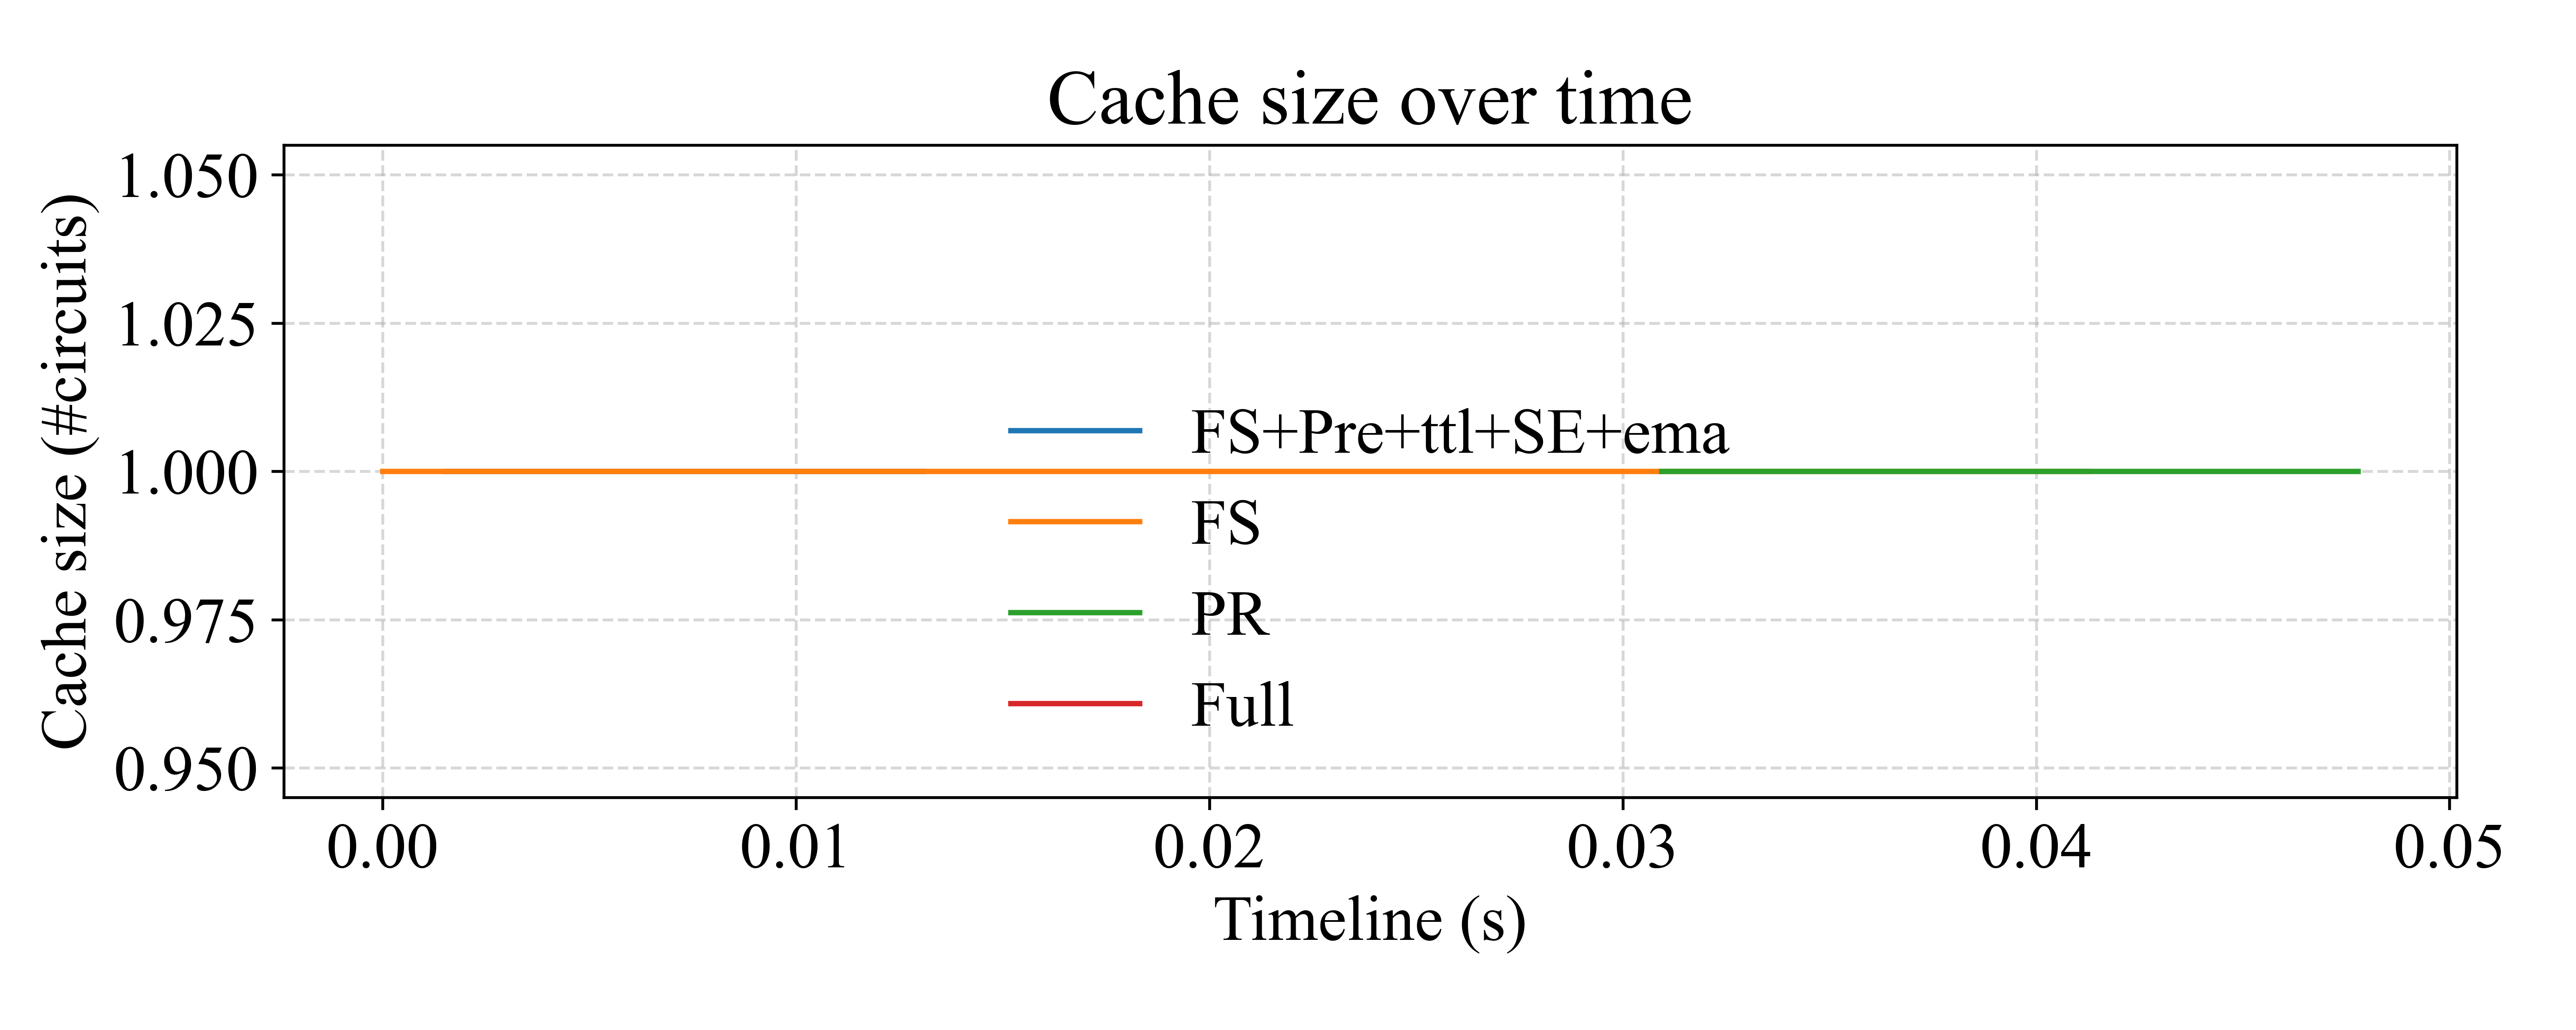 Cache size over time
Cache size (#circuits)
1.050
1.025
1.000
0.975
0.950
FS+Pre+ttl+SE+ema
FS
PR
Full
0.00 0.01 0.02 0.03 0.04 0.05
Timeline (s)